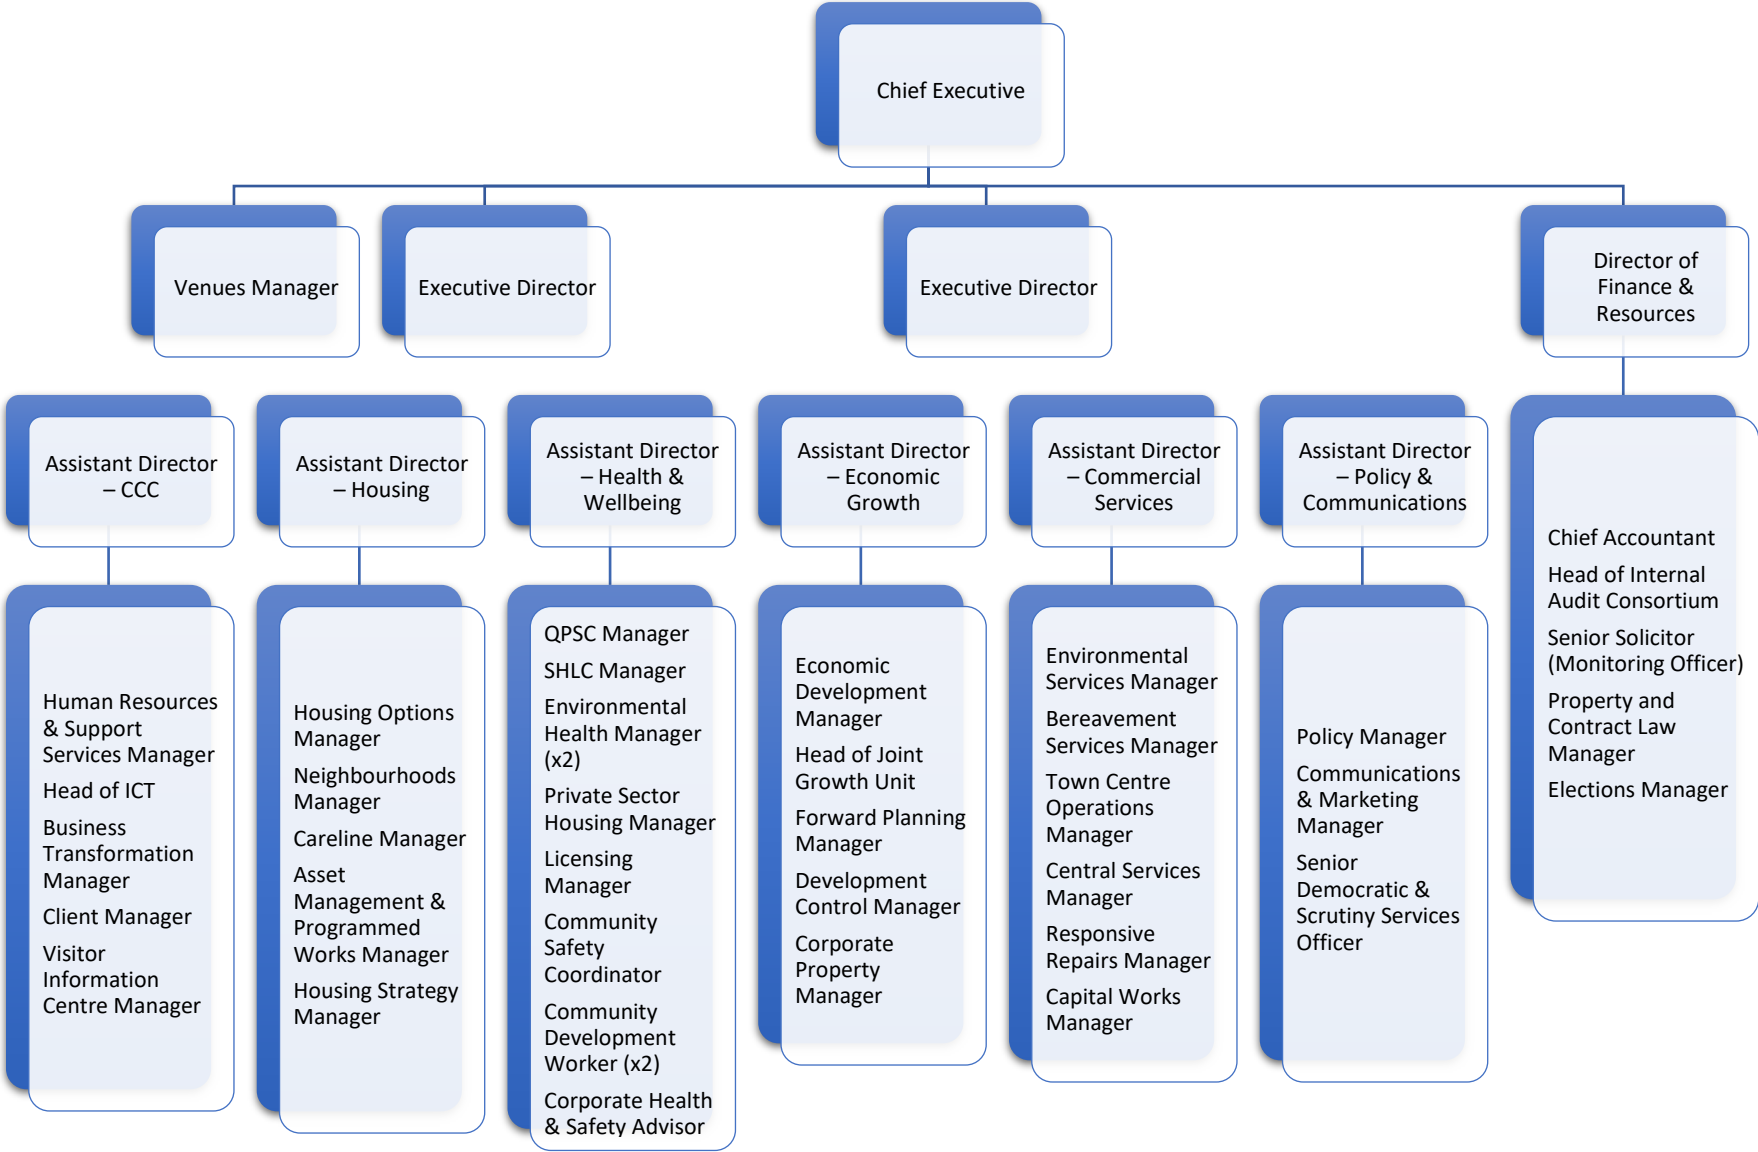 Chief Executive
Venues Manager
Executive Director
Executive Director
Director of
Finance &
Resources
Assistant Director
– CCC
Assistant Director
– Housing
Assistant Director
– Health &
Wellbeing
Assistant Director
– Economic
Growth
Assistant Director
– Commercial
Services
Assistant Director
– Policy &
Communications
Human Resources
& Support
Services Manager
Head of ICT
Business
Transformation
Manager
Client Manager
Visitor
Information
Centre Manager
Housing Options
Manager
Neighbourhoods
Manager
Careline Manager
Asset
Management &
Programmed
Works Manager
Housing Strategy
Manager
QPSC Manager
SHLC Manager
Environmental
Health Manager
(x2)
Private Sector
Housing Manager
Licensing
Manager
Community
Safety
Coordinator
Community
Development
Worker (x2)
Corporate Health
& Safety Advisor
Economic
Development
Manager
Head of Joint
Growth Unit
Forward Planning
Manager
Development
Control Manager
Corporate
Property
Manager
Environmental
Services Manager
Bereavement
Services Manager
Town Centre
Operations
Manager
Central Services
Manager
Responsive
Repairs Manager
Capital Works
Manager
Policy Manager
Communications
& Marketing
Manager
Senior
Democratic &
Scrutiny Services
Officer
Chief Accountant
Head of Internal
Audit Consortium
Senior Solicitor
(Monitoring Officer)
Property and
Contract Law
Manager
Elections Manager